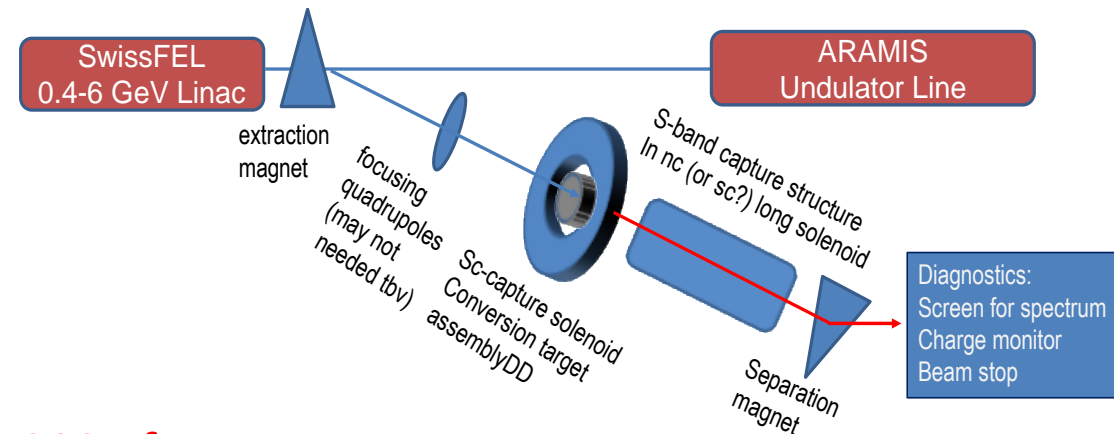 SwissFEL
0.4-6 GeV Linac
ARAMIS
Undulator Line
extraction
magnet
focusing
quadrupoles
(may not
needed tbv)
Sc-capture solenoid
Conversion target
assemblyDD
S-band capture structure
In nc (or sc?) long solenoid
Separation
magnet
Diagnostics:
Screen for spectrum
Charge monitor
Beam stop